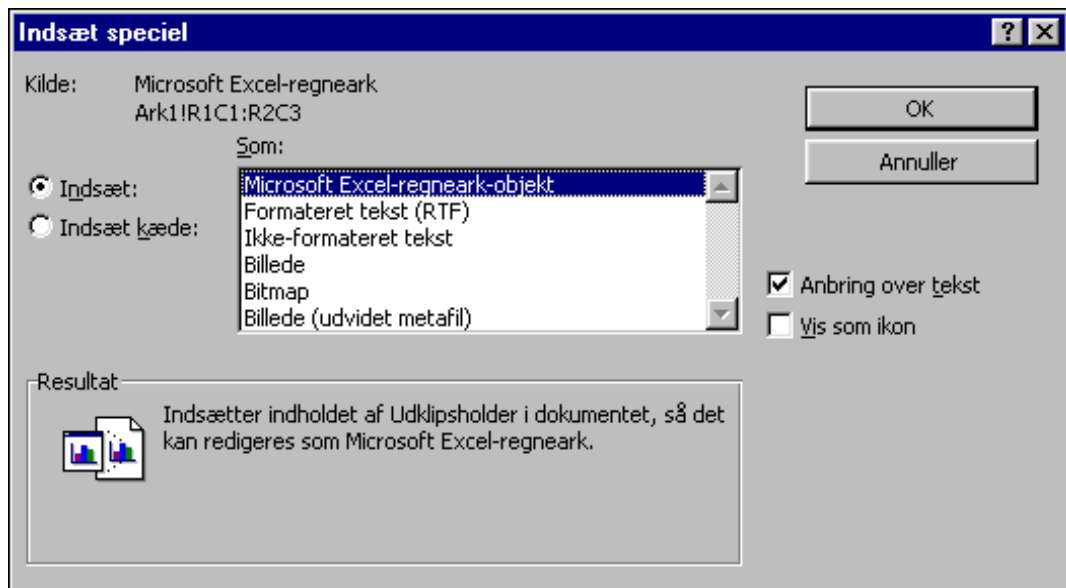 Indsæt speciel
Kilde: Microsoft Excel-regneark
Ark1!R1C1:R2C3
OK
Annuller
Som:
Indsæt:
Indsæt kæde:
Microsoft Excel-regneark-objekt
Formateret tekst (RTF)
Ikke-formateret tekst
Billede
Bitmap
Billede (udvidet metafil)
Anbring over tekst
Vis som ikon
Resultat
Indsætter indholdet af Udklipsholder i dokumentet, så det
kan redigeres som Microsoft Excel-regneark.